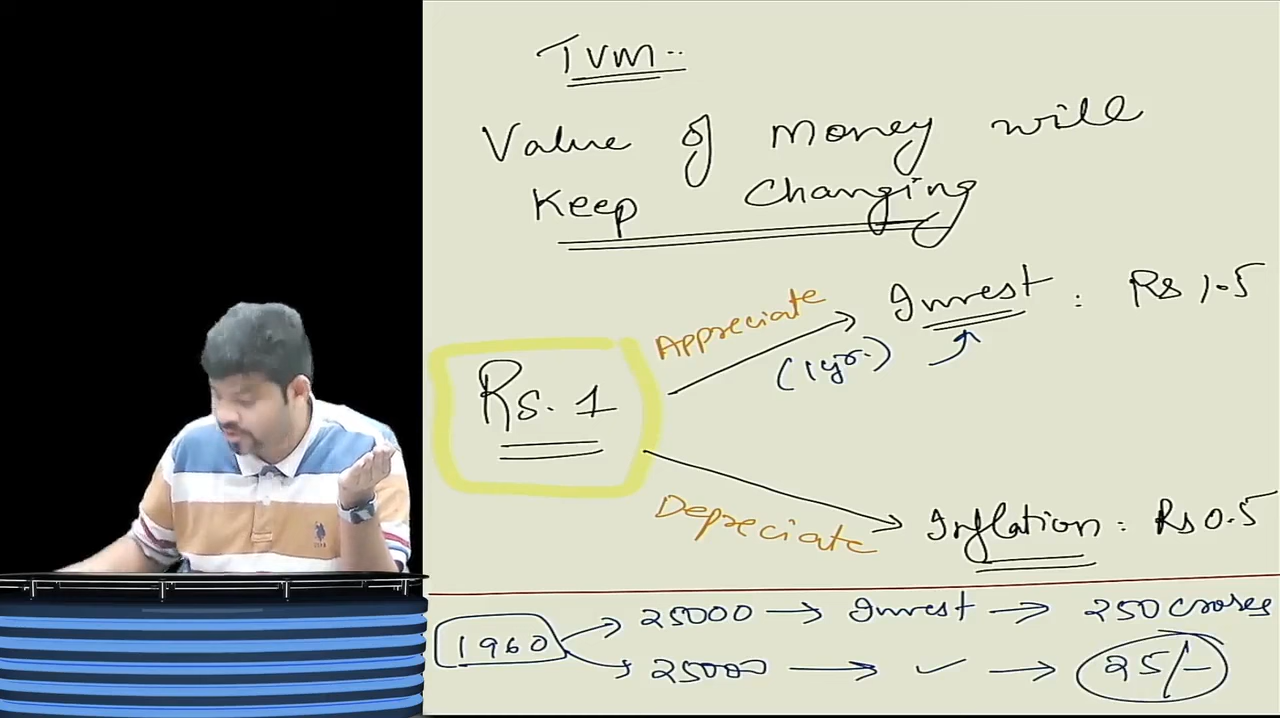 TVM..
Value of Money will
Keep Changing
Appreciate
Invest : Rs 1.5
(1yr.)
Rs. 1
Depreciate
Inflation : Rs 0.5
1960
25000 → Invest → 250 crores
25000 → ✓ → 25/-